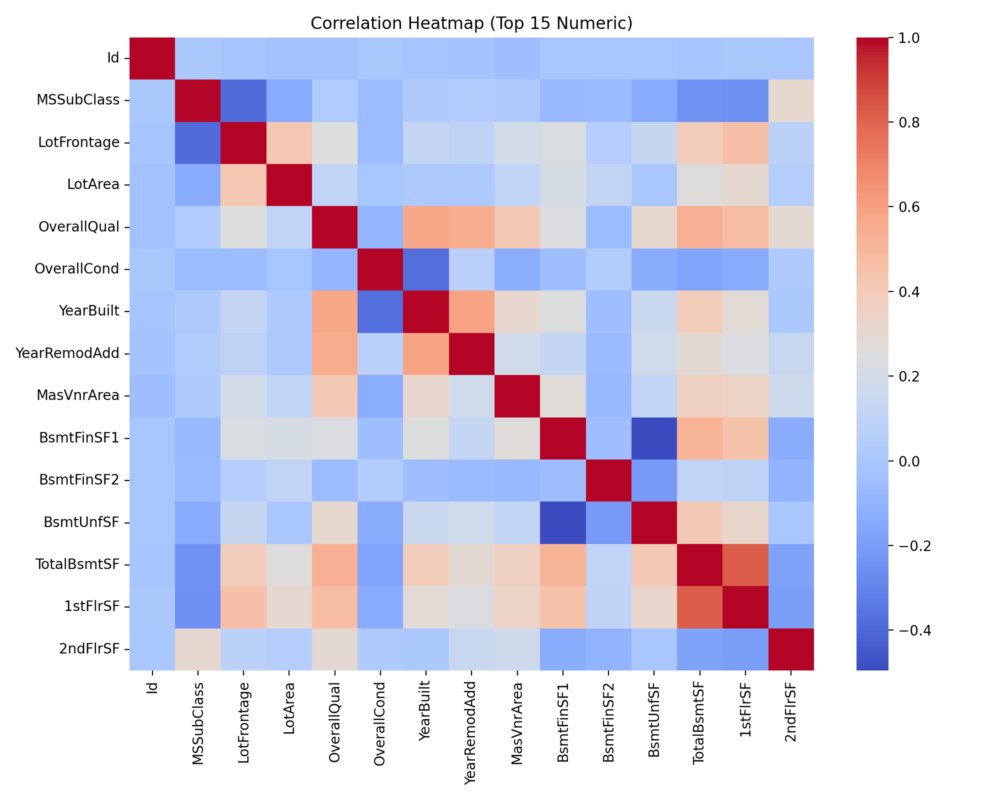 Correlation Heatmap (Top 15 Numeric)
Id
MSSubClass
LotFrontage
LotArea
OverallQual
OverallCond
YearBuilt
YearRemodAdd
MasVnrArea
BsmtFinSF1
BsmtFinSF2
BsmtUnfSF
TotalBsmtSF
1stFlrSF
2ndFlrSF
Id
MSSubClass
LotFrontage
LotArea
OverallQual
OverallCond
YearBuilt
YearRemodAdd
MasVnrArea
BsmtFinSF1
BsmtFinSF2
BsmtUnfSF
TotalBsmtSF
1stFlrSF
2ndFlrSF
1.0
0.8
0.6
0.4
0.2
0.0
−0.2
−0.4